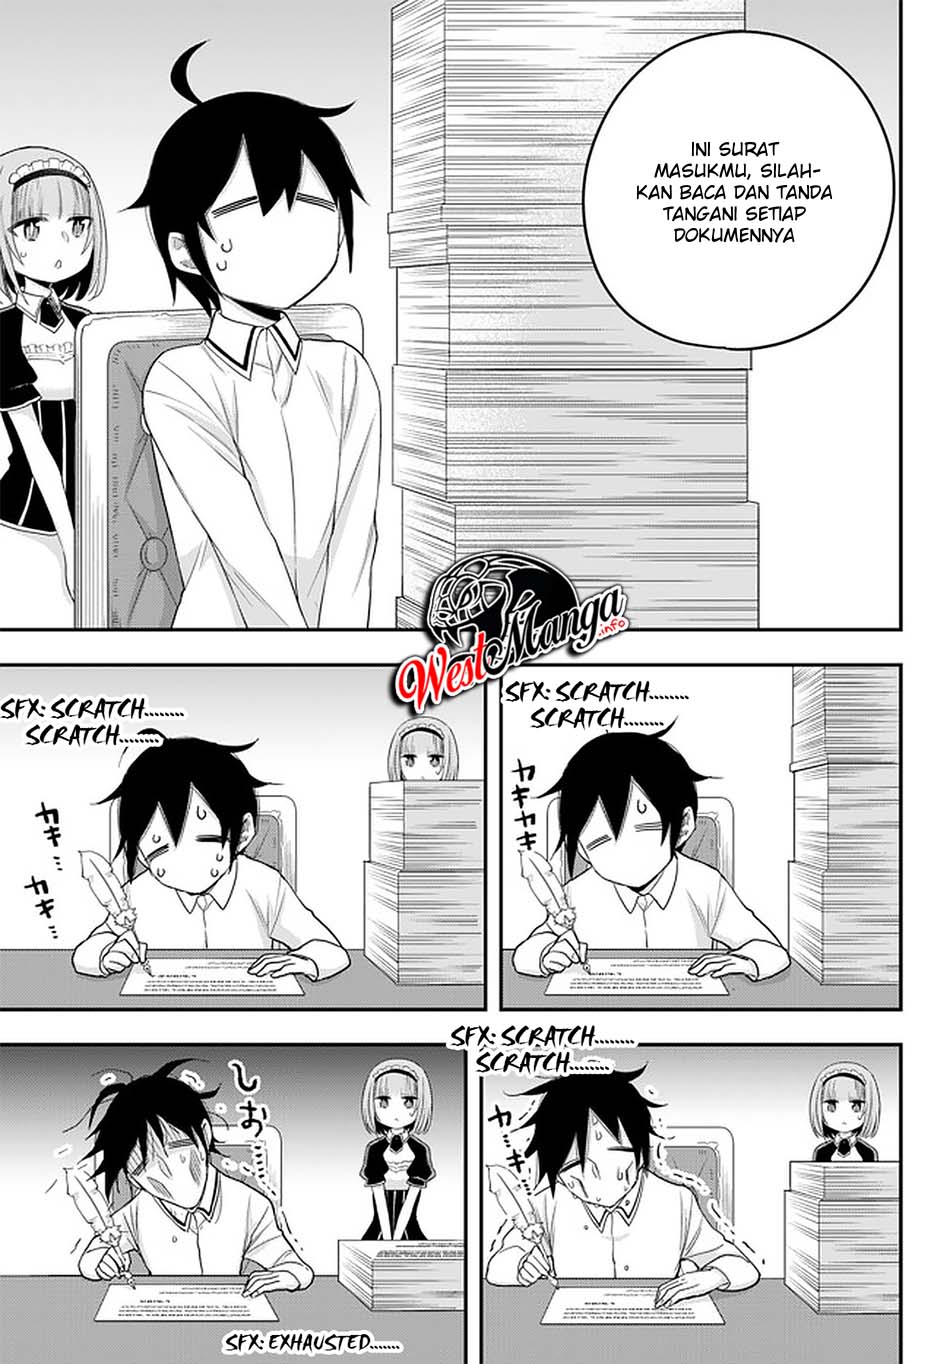 INI SURAT
MASUKMU, SILAH-
KAN BACA DAN TANDA
TANGANI SETIAP
DOKUMENNYA
WestManga
.info
SFX: SCRATCH........
SCRATCH........
カキカキ…
SFX: SCRATCH........
SCRATCH........
カキ…
カキ…
SFX: SCRATCH........
SCRATCH........
カキ…
しお…
SFX: EXHAUSTED.......